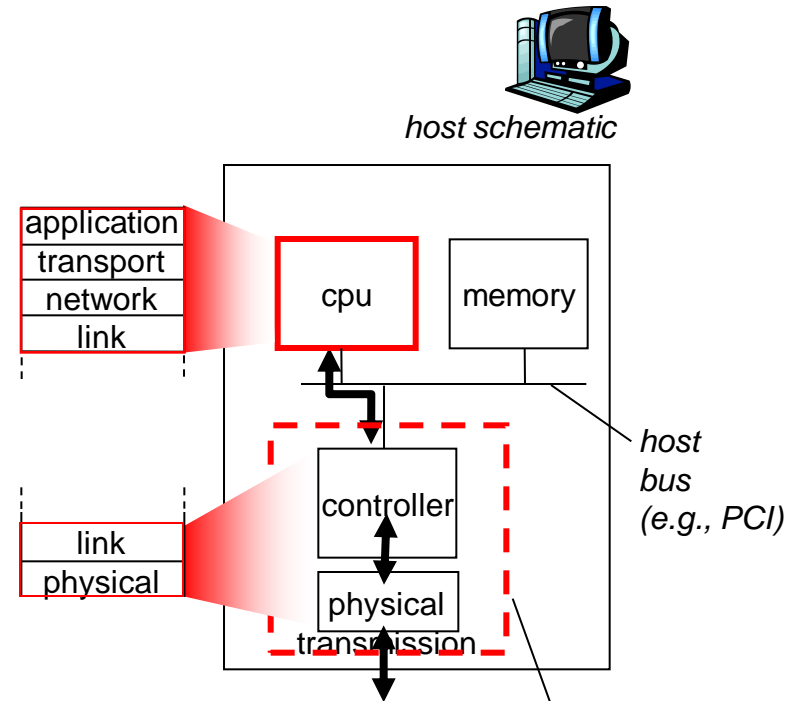 host schematic
application
transport
network
link
cpu
memory
host
bus
(e.g., PCI)
controller
link
physical
physical
transmission